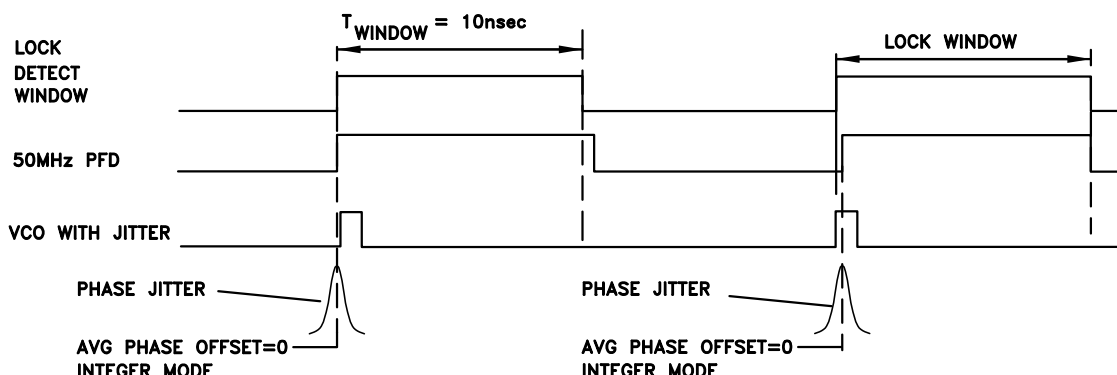 T WINDOW = 10nsec
LOCK WINDOW
LOCK
DETECT
WINDOW
50MHz PFD
VCO WITH JITTER
PHASE JITTER
PHASE JITTER
AVG PHASE OFFSET=0
INTEGER MODE
AVG PHASE OFFSET=0
INTEGER MODE